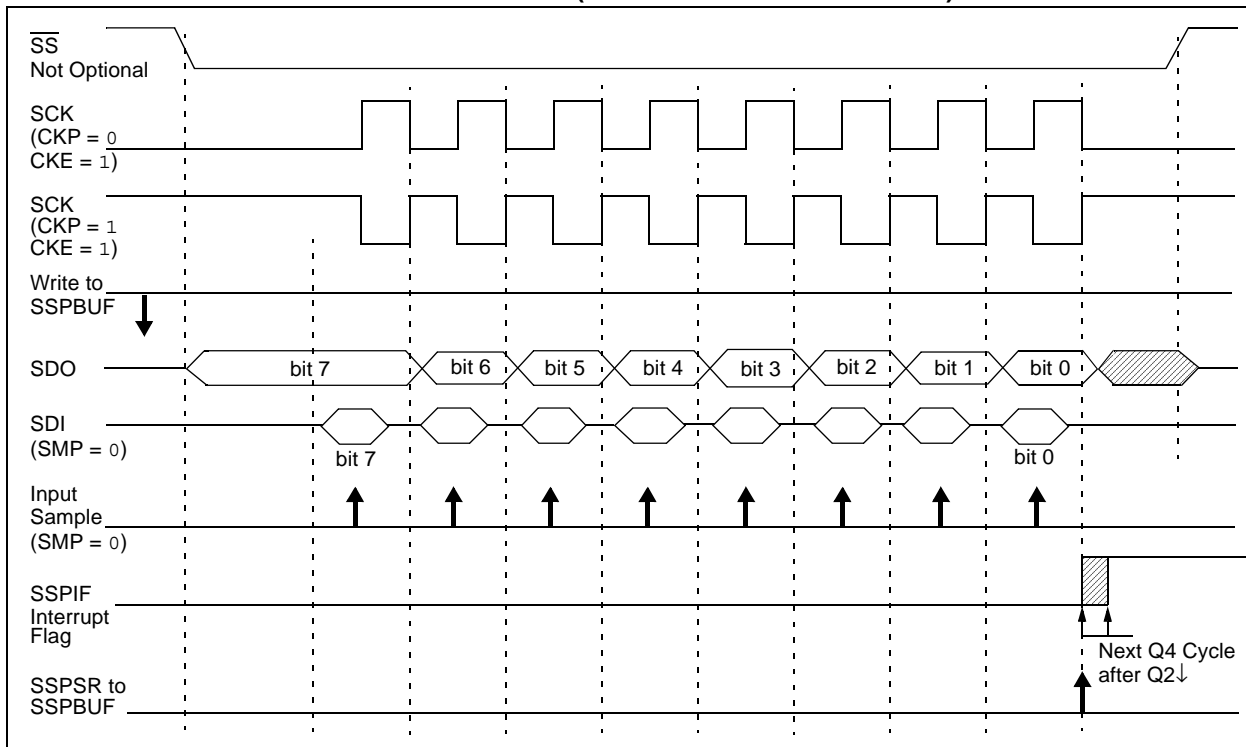 SS
Not Optional
SCK
(CKP = 0
CKE = 1)
SCK
(CKP = 1
CKE = 1)
Write to
SSPBUF
SDO
bit 7
bit 6
bit 5
bit 4
bit 3
bit 2
bit 1
bit 0
SDI
(SMP = 0)
bit 7
bit 0
Input
Sample
(SMP = 0)
SSPIF
Interrupt
Flag
Next Q4 Cycle
after Q2↓
SSPSR to
SSPBUF